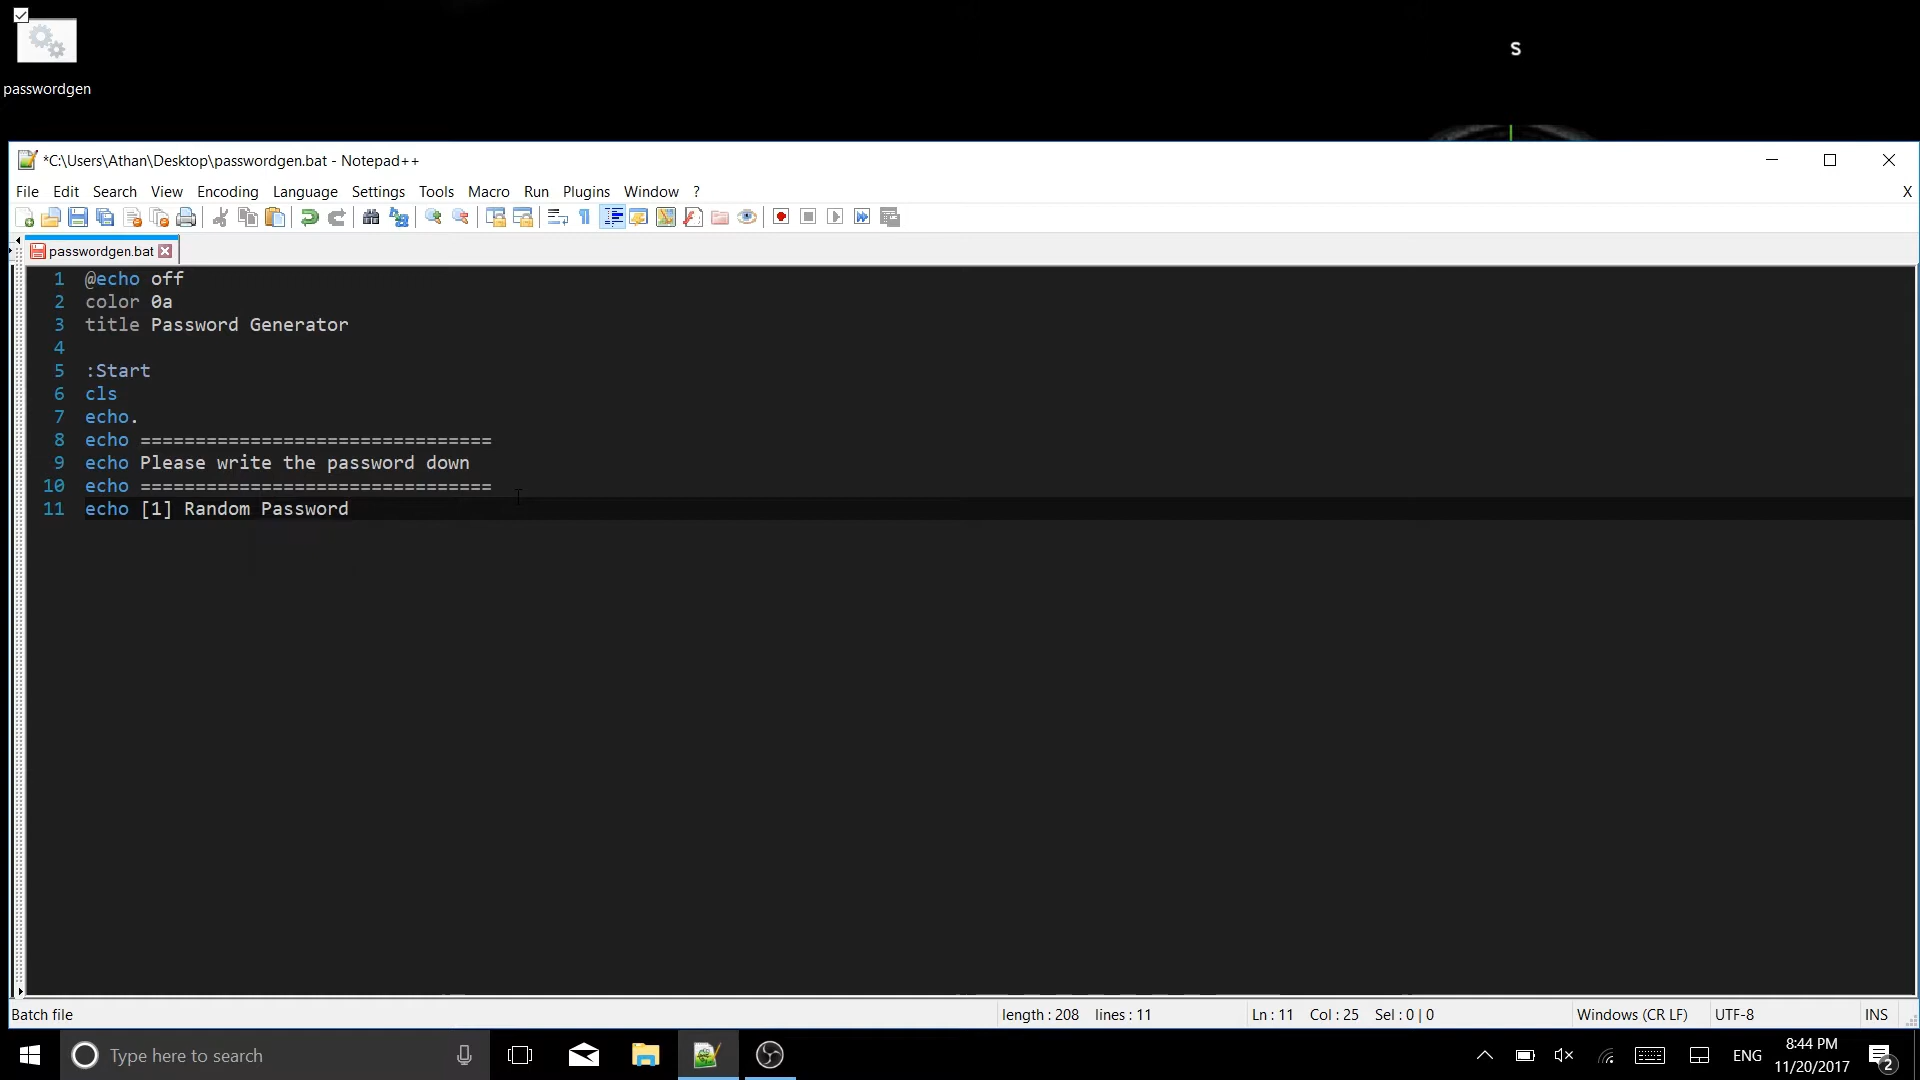 S
passwordgen
*C:\Users\Athan\Desktop\passwordgen.bat - Notepad++
File Edit Search View Encoding Language Settings Tools Macro Run Plugins Window ? X
passwordgen.bat
1 @echo off
2 color 0a
3 title Password Generator
4
5 :Start
6 cls
7 echo.
8 echo ================================
9 echo Please write the password down
10 echo ================================
11 echo [1] Random Password
Batch file length : 208 lines : 11 Ln : 11 Col : 25 Sel : 0 | 0 Windows (CR LF) UTF-8 INS
Type here to search ENG 8:44 PM
11/20/2017 2